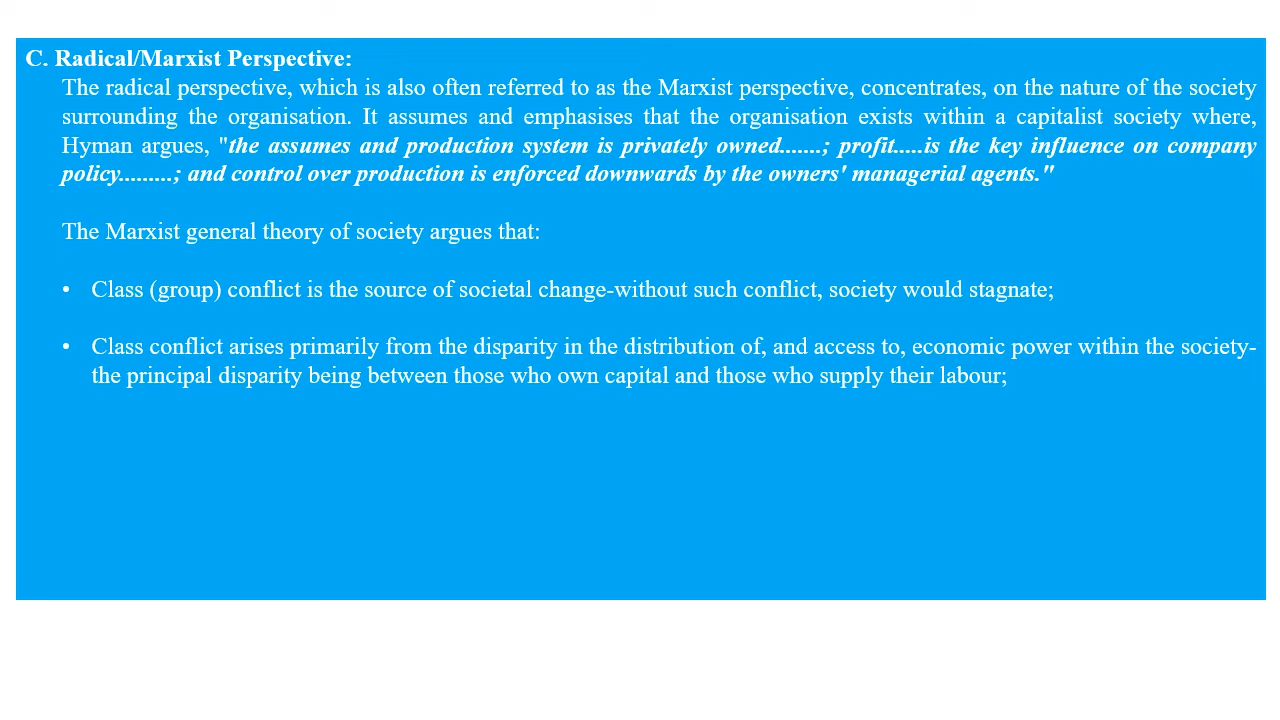 C. Radical/Marxist Perspective:
The radical perspective, which is also often referred to as the Marxist perspective, concentrates, on the nature of the society
surrounding the organisation. It assumes and emphasises that the organisation exists within a capitalist society where,
Hyman argues, "the assumes and production system is privately owned.......; profit.....is the key influence on company
policy.........; and control over production is enforced downwards by the owners' managerial agents."
The Marxist general theory of society argues that:
• Class (group) conflict is the source of societal change-without such conflict, society would stagnate;
• Class conflict arises primarily from the disparity in the distribution of, and access to, economic power within the society-
the principal disparity being between those who own capital and those who supply their labour;